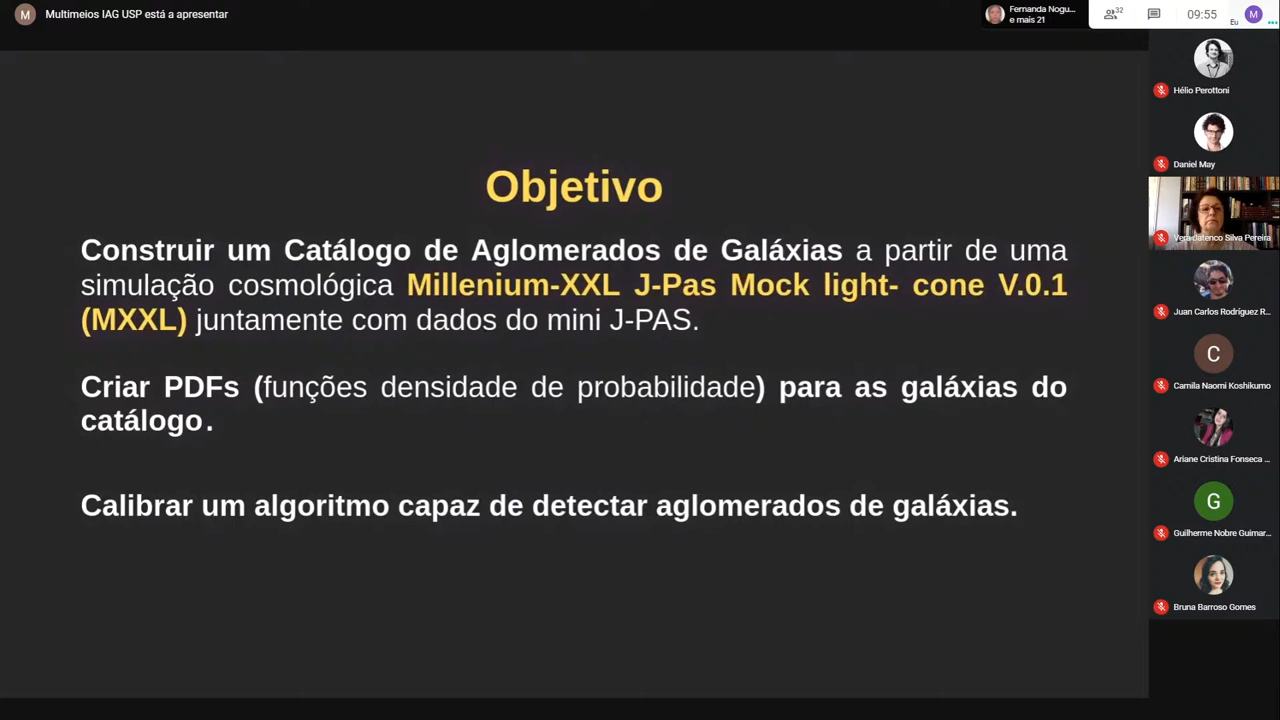 M Multimeios IAG USP está a apresentar
Fernanda Nogu...
e mais 21
32
09:55
Eu
M
Objetivo
Construir um Catálogo de Aglomerados de Galáxias a partir de uma
simulação cosmológica Millenium-XXL J-Pas Mock light- cone V.0.1
(MXXL) juntamente com dados do mini J-PAS.
Criar PDFs (funções densidade de probabilidade) para as galáxias do
catálogo.
Calibrar um algoritmo capaz de detectar aglomerados de galáxias.
Hélio Perottoni
Daniel May
Vera Jatenco Silva Pereira
Juan Carlos Rodríguez R...
C
Camila Naomi Koshikumo
Ariane Cristina Fonseca ...
G
Guilherme Nobre Guimar...
Bruna Barroso Gomes